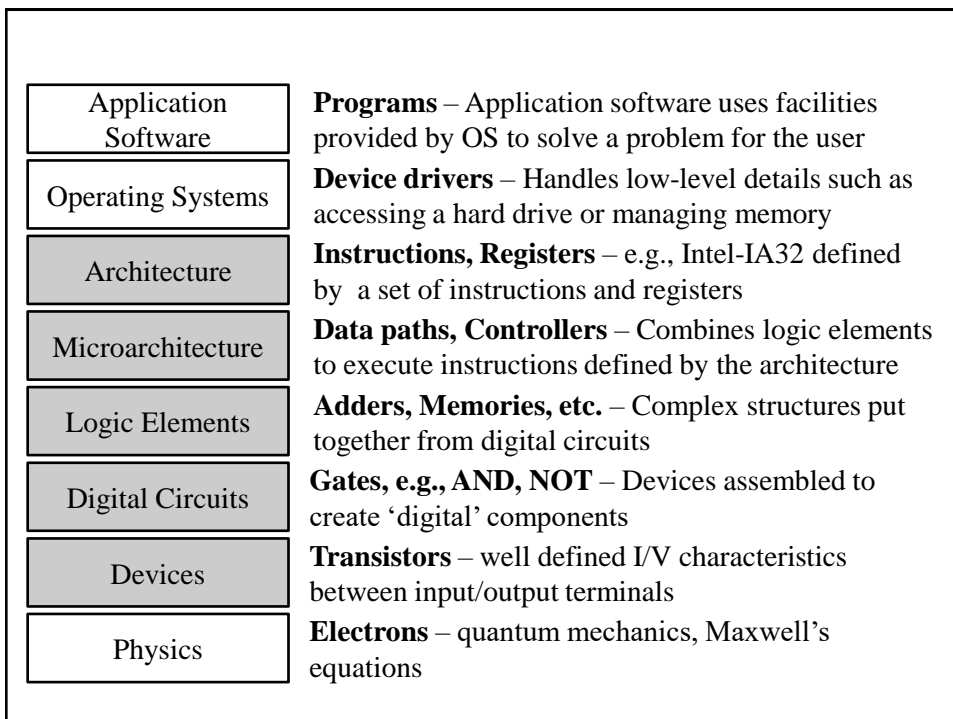 Application
Software
Programs – Application software uses facilities
provided by OS to solve a problem for the user
Operating Systems
Device drivers – Handles low-level details such as
accessing a hard drive or managing memory
Architecture
Instructions, Registers – e.g., Intel-IA32 defined
by  a set of instructions and registers
Microarchitecture
Data paths, Controllers – Combines logic elements
to execute instructions defined by the architecture
Logic Elements
Adders, Memories, etc. – Complex structures put
together from digital circuits
Digital Circuits
Gates, e.g., AND, NOT – Devices assembled to
create ‘digital’ components
Devices
Transistors – well defined I/V characteristics
between input/output terminals
Physics
Electrons – quantum mechanics, Maxwell’s
equations